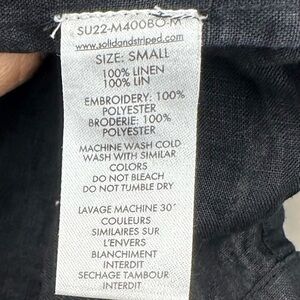 SU22-M400BO-M
www.solidandstriped.com
SIZE: SMALL
100% LINEN
100% LIN
EMBROIDERY: 100%
POLYESTER
BRODERIE: 100%
POLYESTER
MACHINE WASH COLD
WASH WITH SIMILAR
COLORS
DO NOT BLEACH
DO NOT TUMBLE DRY
LAVAGE MACHINE 30°
COULEURS
SIMILAIRES SUR
L'ENVERS
BLANCHIMENT
INTERDIT
SECHAGE TAMBOUR
INTERDIT